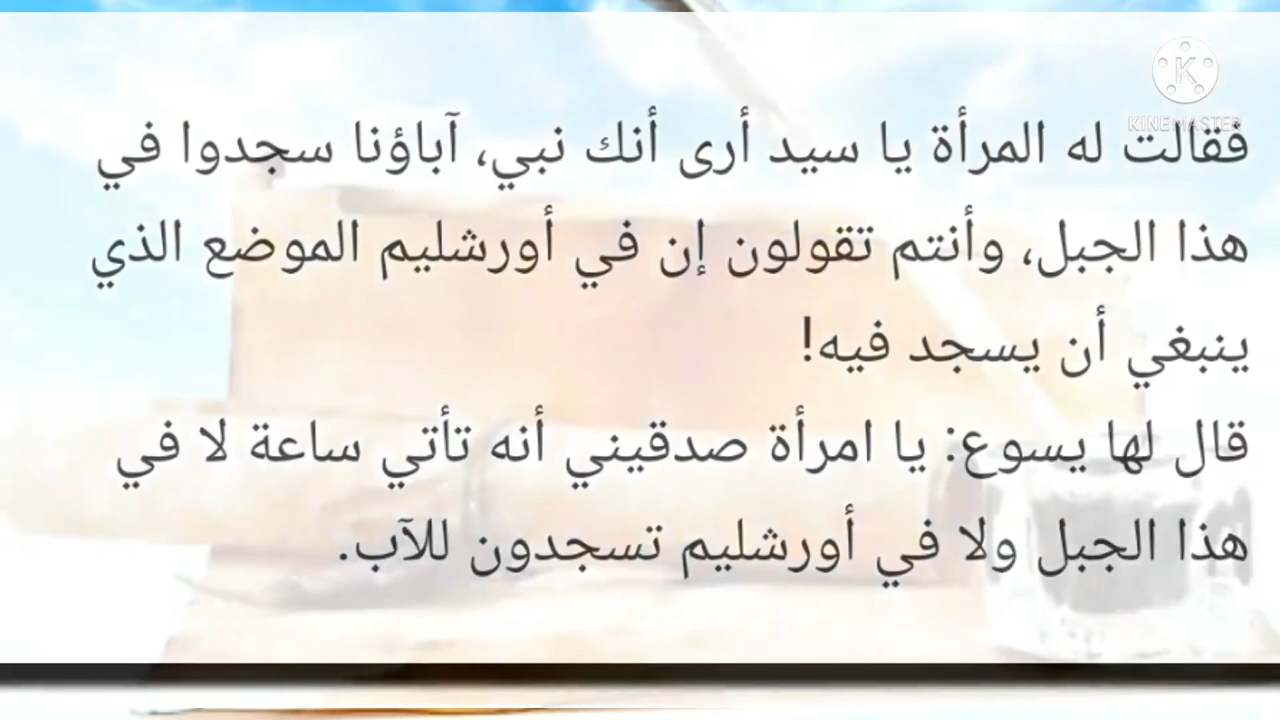 KINEMASTER
فقالت له المرأة يا سيد أرى أنك نبي، آباؤنا سجدوا في
هذا الجبل، وأنتم تقولون إن في أورشليم الموضع الذي
ينبغي أن يسجد فيه!
قال لها يسوع: يا امرأة صدقيني أنه تأتي ساعة لا في
هذا الجبل ولا في أورشليم تسجدون للآب.